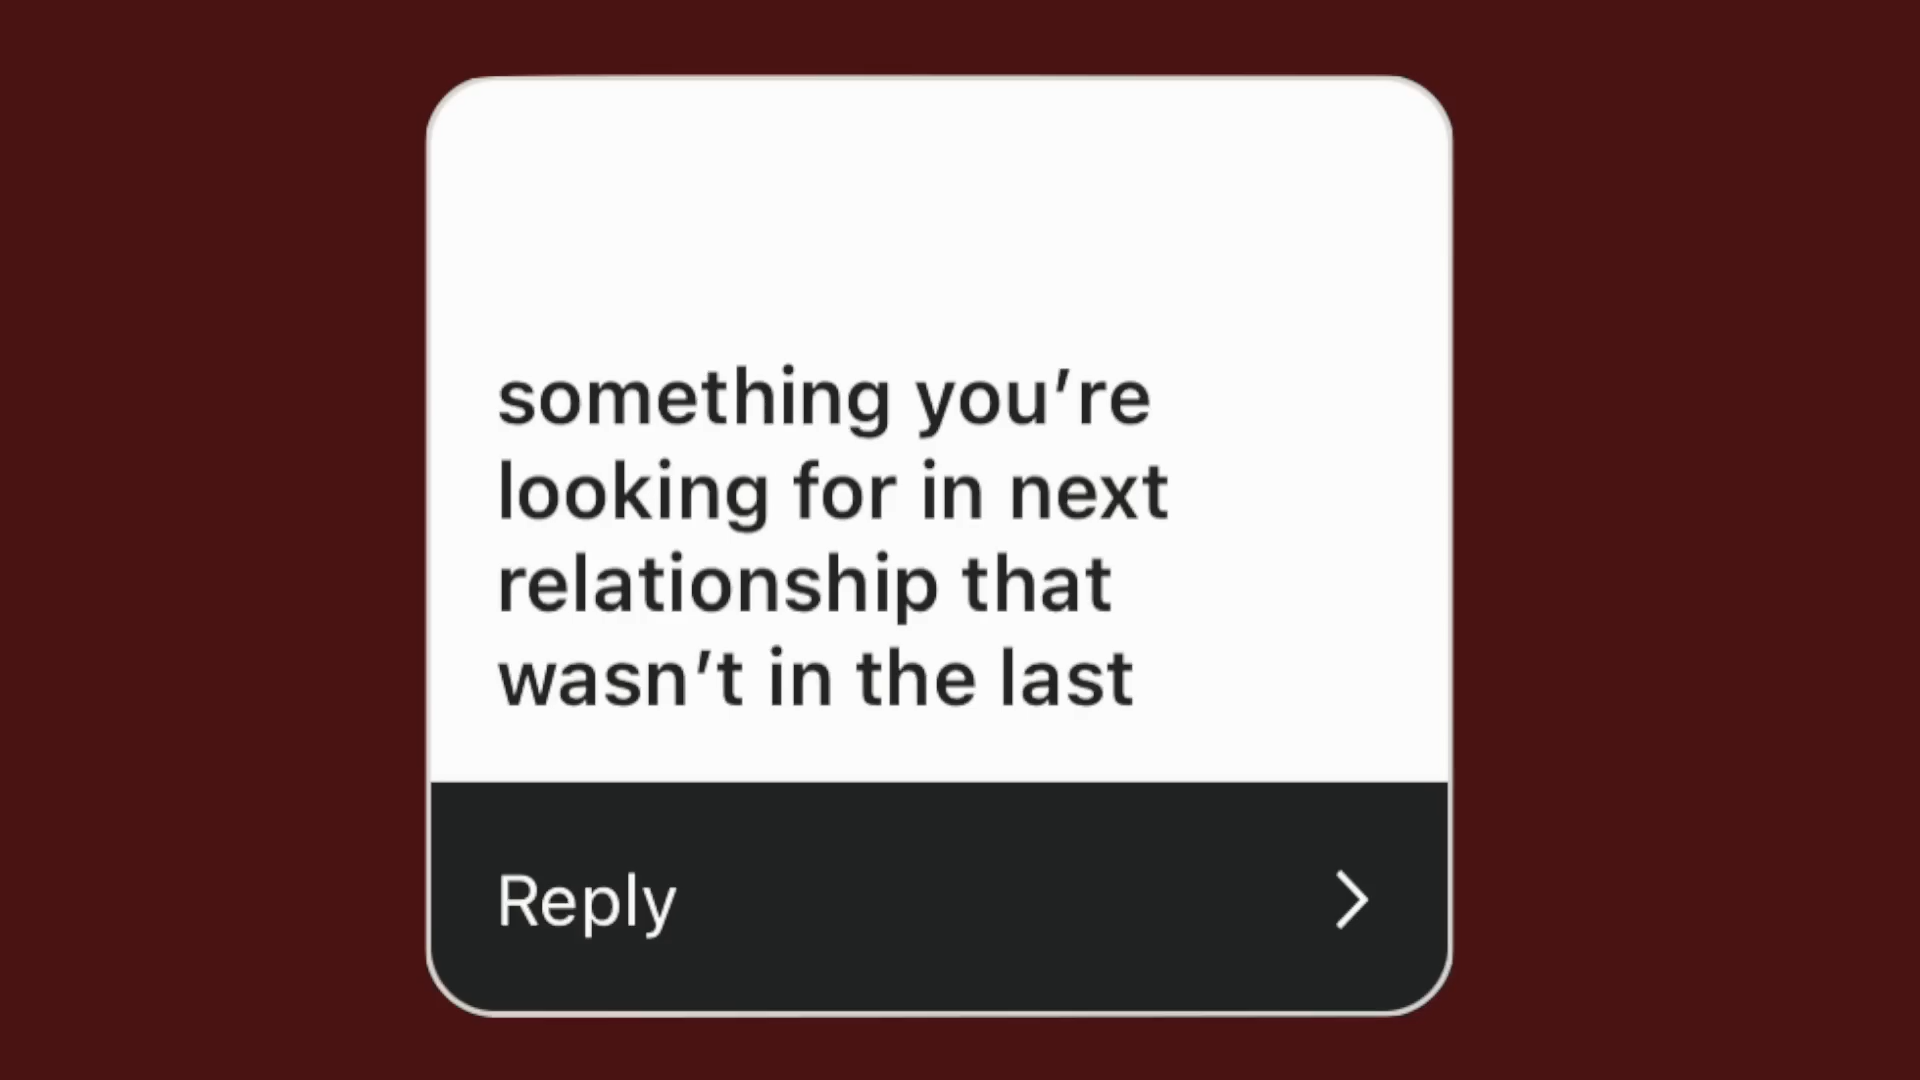 something you’re
looking for in next
relationship that
wasn’t in the last
Reply